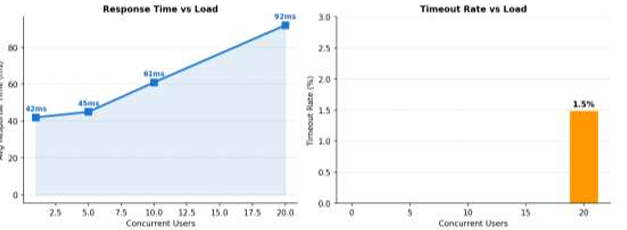 Response Time vs Load
92ms
61ms
45ms
42ms
80
60
40
20
0
2.5 5.0 7.5 10.0 12.5 15.0 17.5 20.0
Concurrent Users
Timeout Rate vs Load
Timeout Rate (%)
3.0
2.5
2.0
1.5
1.0
0.5
0.0
1.5%
0 5 10 15 20
Concurrent Users